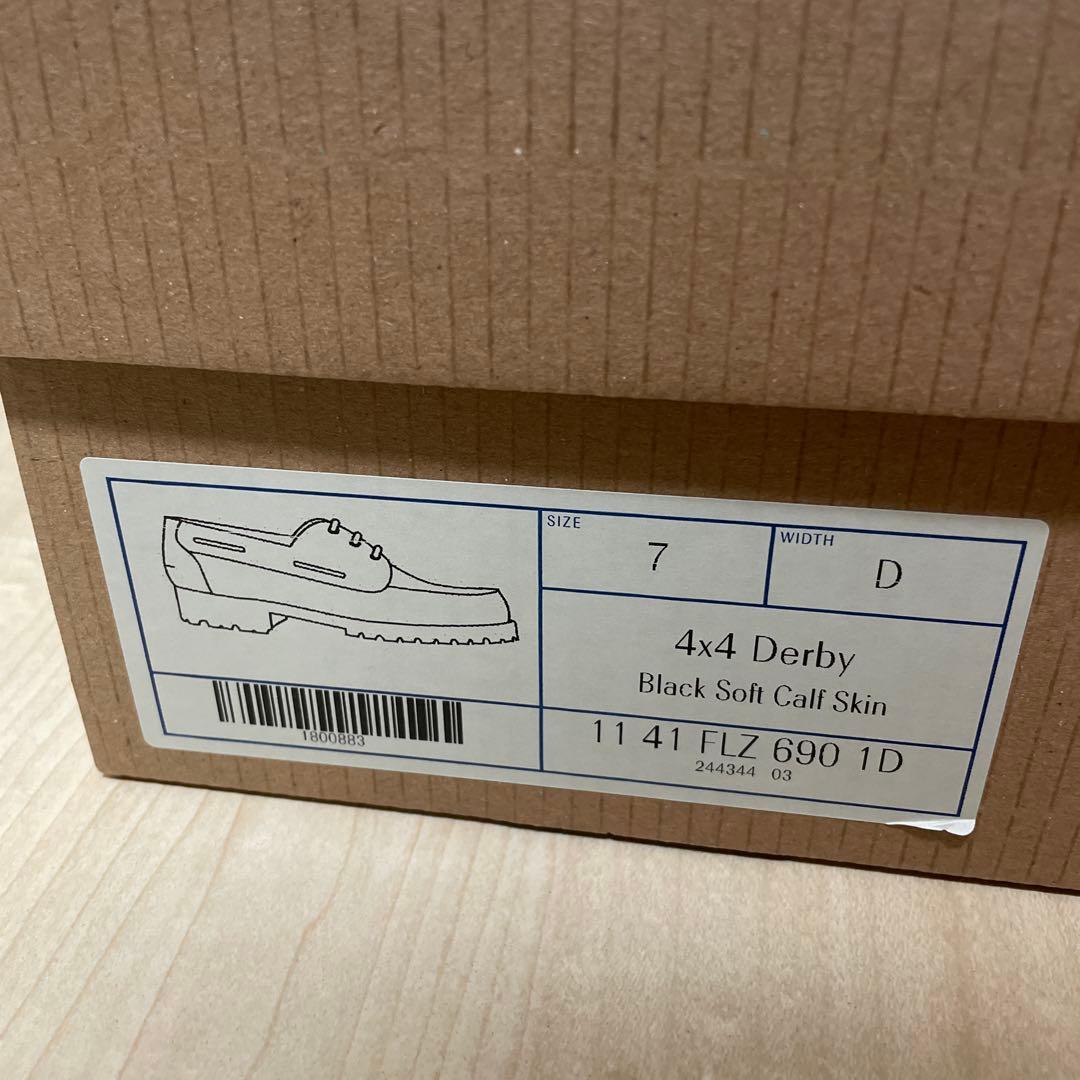 SIZE
7
WIDTH
D
4x4 Derby
Black Soft Calf Skin
1800883
11 41 FLZ 690 1D
244344 03